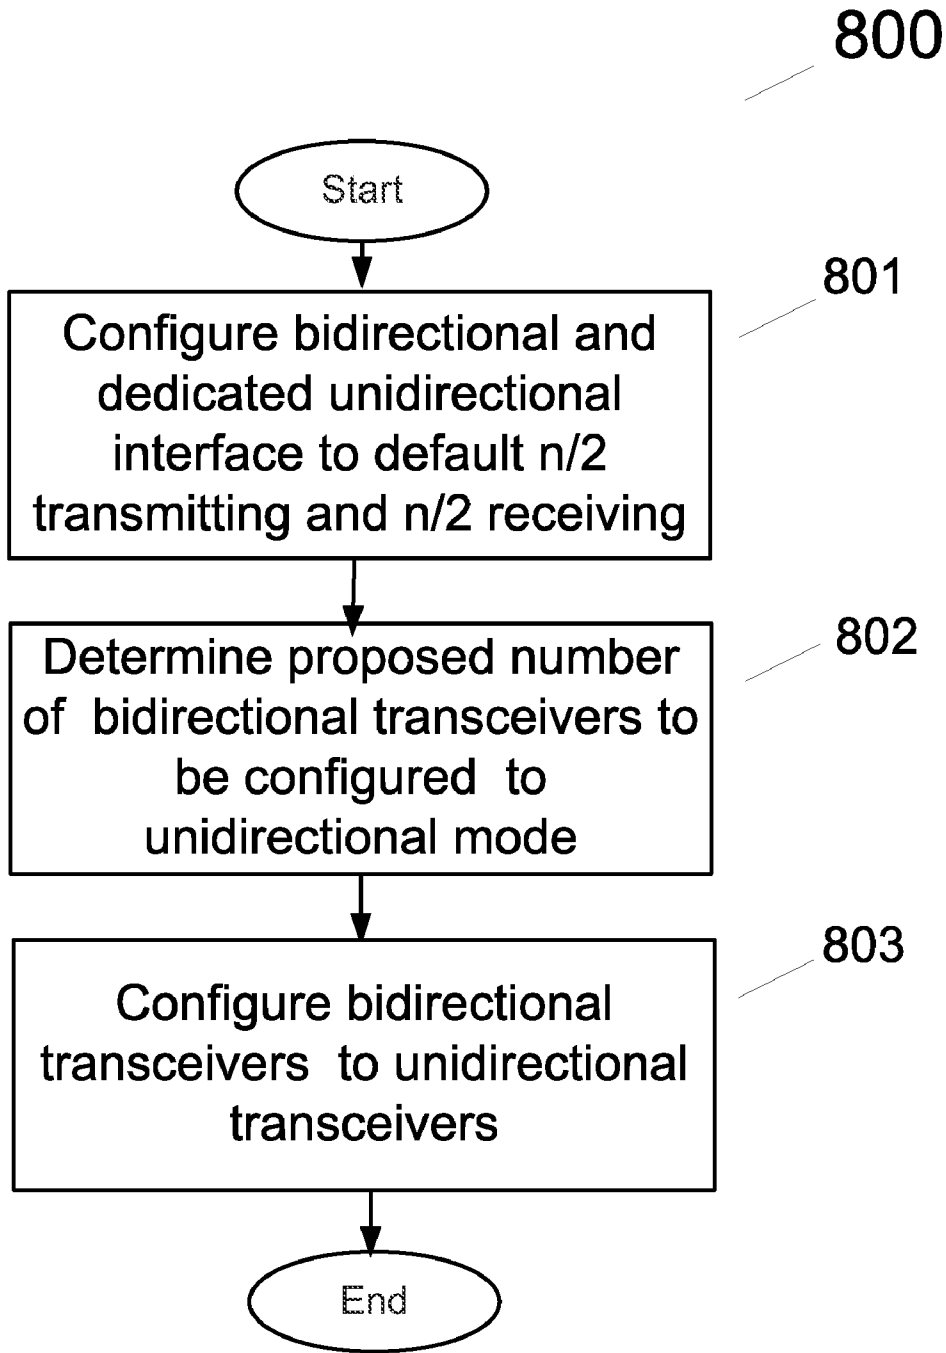 800
Start
801
Configure bidirectional and
dedicated unidirectional
interface to default n/2
transmitting and n/2 receiving
802
Determine proposed number
of bidirectional transceivers to
be configured to
unidirectional mode
803
Configure bidirectional
transceivers to unidirectional
transceivers
End